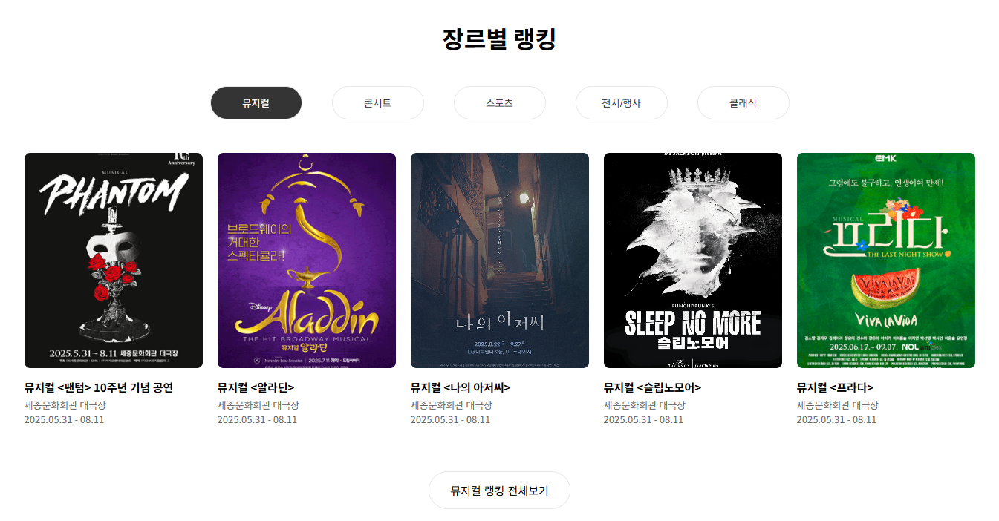 장르별 랭킹
뮤지컬
콘서트
스포츠
전시/행사
클래식
10th
Anniversary
MUSICAL
PHANTOM
2025.5.31 ~ 8.11 세종문화회관 대극장
브로드웨이의
거대한
스펙타큘라!
Disney
Aladdin
THE HIT BROADWAY MUSICAL
뮤지컬 알라딘
Mercedes-Benz Selection
2025.7.11 개막 · 드림씨어터
나의 아저씨
2025.8.22.금 ~ 9.27.토
LG아트센터 서울, U+ 스테이지
MSJACKSON presents
PUNCHDRUNK'S
SLEEP NO MORE
슬립노모어
JACKSON
punchdrunk
EMK
그럼에도 불구하고, 인생이여 만세!
MUSICAL
프리다
THE LAST NIGHT SHOW
VIVA LA VIDA
VIVA LA VIDA
2025.06.17.~ 09.07. NOL uniplex
뮤지컬 <팬텀> 10주년 기념 공연
세종문화회관 대극장
2025.05.31 - 08.11
뮤지컬 <알라딘>
세종문화회관 대극장
2025.05.31 - 08.11
뮤지컬 <나의 아저씨>
세종문화회관 대극장
2025.05.31 - 08.11
뮤지컬 <슬립노모어>
세종문화회관 대극장
2025.05.31 - 08.11
뮤지컬 <프라다>
세종문화회관 대극장
2025.05.31 - 08.11
뮤지컬 랭킹 전체보기